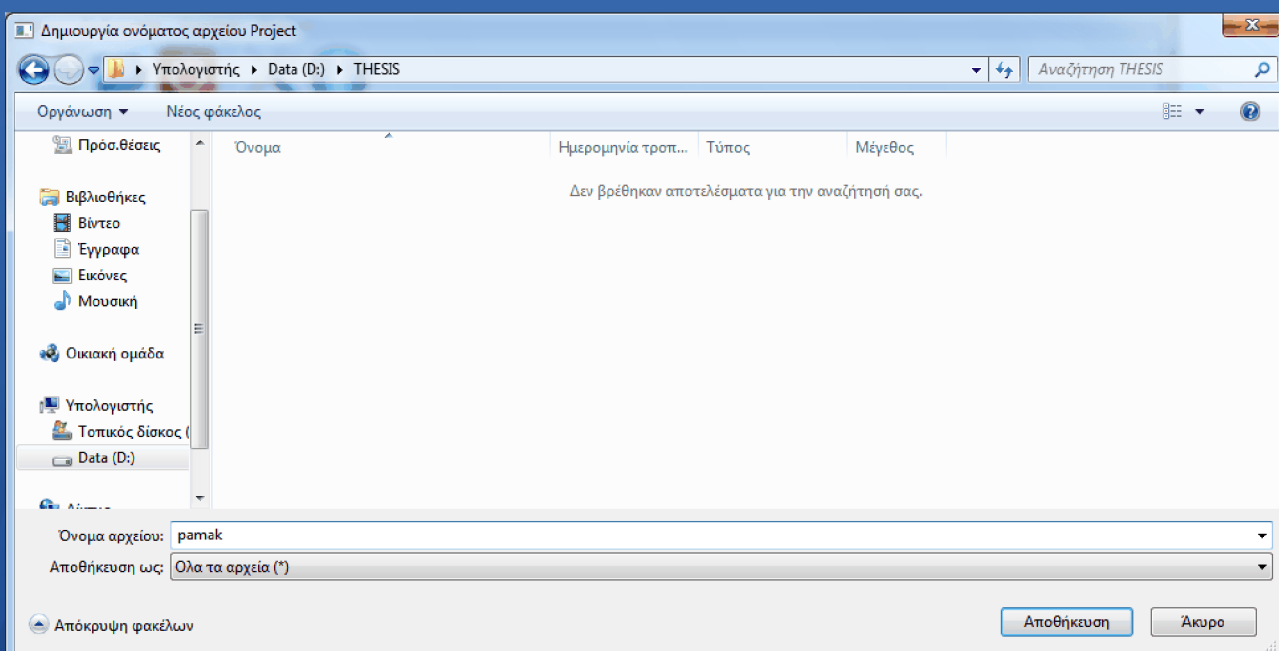 Δημιουργία ονόματος αρχείου Project
Υπολογιστής Data (D:) THESIS
Αναζήτηση THESIS
Οργάνωση Νέος φάκελος
Πρόσ.θέσεις
Βιβλιοθήκες
Βίντεο
Έγγραφα
Εικόνες
Μουσική
Οικιακή ομάδα
Υπολογιστής
Τοπικός δίσκος (
Data (D:)
Όνομα Ημερομηνία τροπ... Τύπος Μέγεθος
Δεν βρέθηκαν αποτελέσματα για την αναζήτησή σας.
Όνομα αρχείου: pamak
Αποθήκευση ως: Όλα τα αρχεία (*)
Απόκρυψη φακέλων
Αποθήκευση Άκυρο